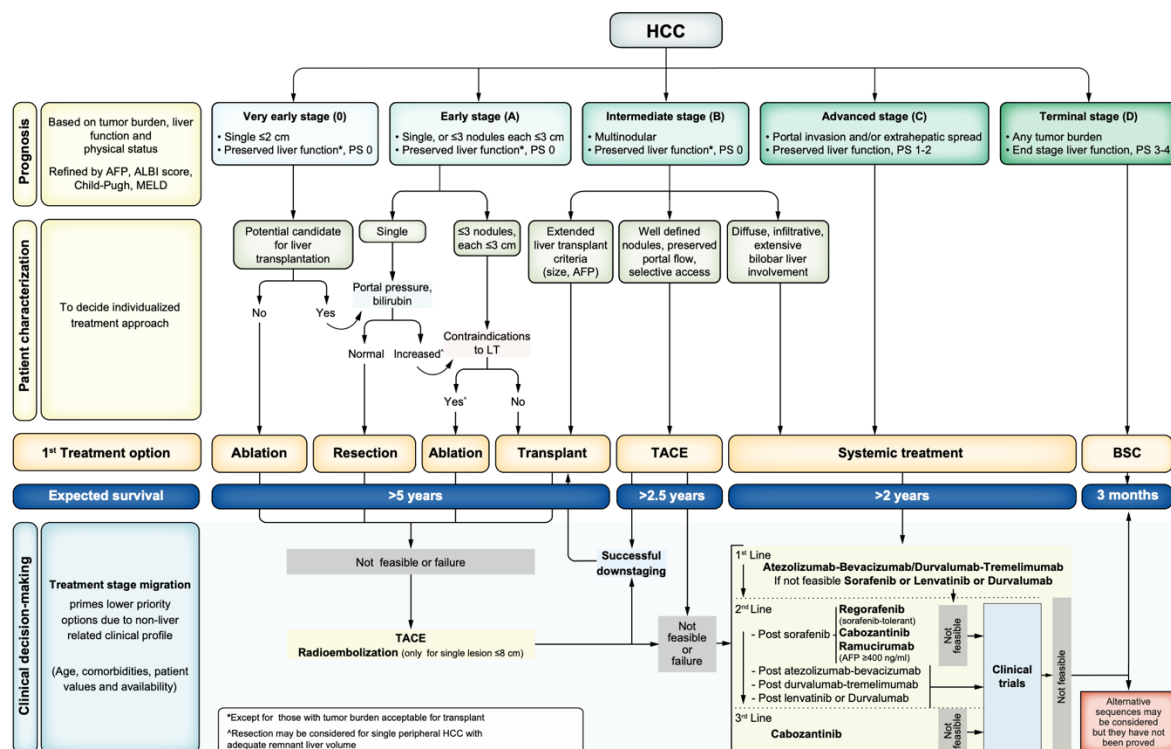 HCC
Prognosis
Based on tumor burden, liver
function and
physical status
Refined by AFP, ALBI score,
Child-Pugh, MELD
Very early stage (0)
• Single ≤2 cm
• Preserved liver function*, PS 0
Early stage (A)
• Single, or ≤3 nodules each ≤3 cm
• Preserved liver function*, PS 0
Intermediate stage (B)
• Multinodular
• Preserved liver function*, PS 0
Advanced stage (C)
• Portal invasion and/or extrahepatic spread
• Preserved liver function, PS 1-2
Terminal stage (D)
• Any tumor burden
• End stage liver function, PS 3-4
Patient characterization
To decide individualized
treatment approach
Potential candidate
for liver
transplantation
Single
≤3 nodules,
each ≤3 cm
Extended
liver transplant
criteria
(size, AFP)
Well defined
nodules, preserved
portal flow,
selective access
Diffuse, infiltrative,
extensive
bilobar liver
involvement
Portal pressure,
bilirubin
No
Yes
Contraindications
to LT
Normal
Increased^
Yes^
No
1st Treatment option
Ablation
Resection
Ablation
Transplant
TACE
Systemic treatment
BSC
Expected survival
>5 years
>2.5 years
>2 years
3 months
Clinical decision-making
Treatment stage migration
primes lower priority
options due to non-liver
related clinical profile
(Age, comorbidities, patient
values and availability)
Not feasible or failure
Successful
downstaging
TACE
Radioembolization (only for single lesion ≤8 cm)
Not
feasible
or
failure
1st Line
Atezolizumab-Bevacizumab/Durvalumab-Tremelimumab
If not feasible Sorafenib or Lenvatinib or Durvalumab
2nd Line
- Post sorafenib
Regorafenib
(sorafenib-tolerant)
Cabozantinib
Ramucirumab
(AFP ≥400 ng/ml)
Not
feasible
- Post atezolizumab-bevacizumab
- Post durvalumab-tremelimumab
- Post lenvatinib or Durvalumab
Clinical
trials
Not feasible
3rd Line
Cabozantinib
Not
feasible
Alternative
sequences may
be considered
but they have not
been proved
*Except for those with tumor burden acceptable for transplant
^Resection may be considered for single peripheral HCC with
adequate remnant liver volume